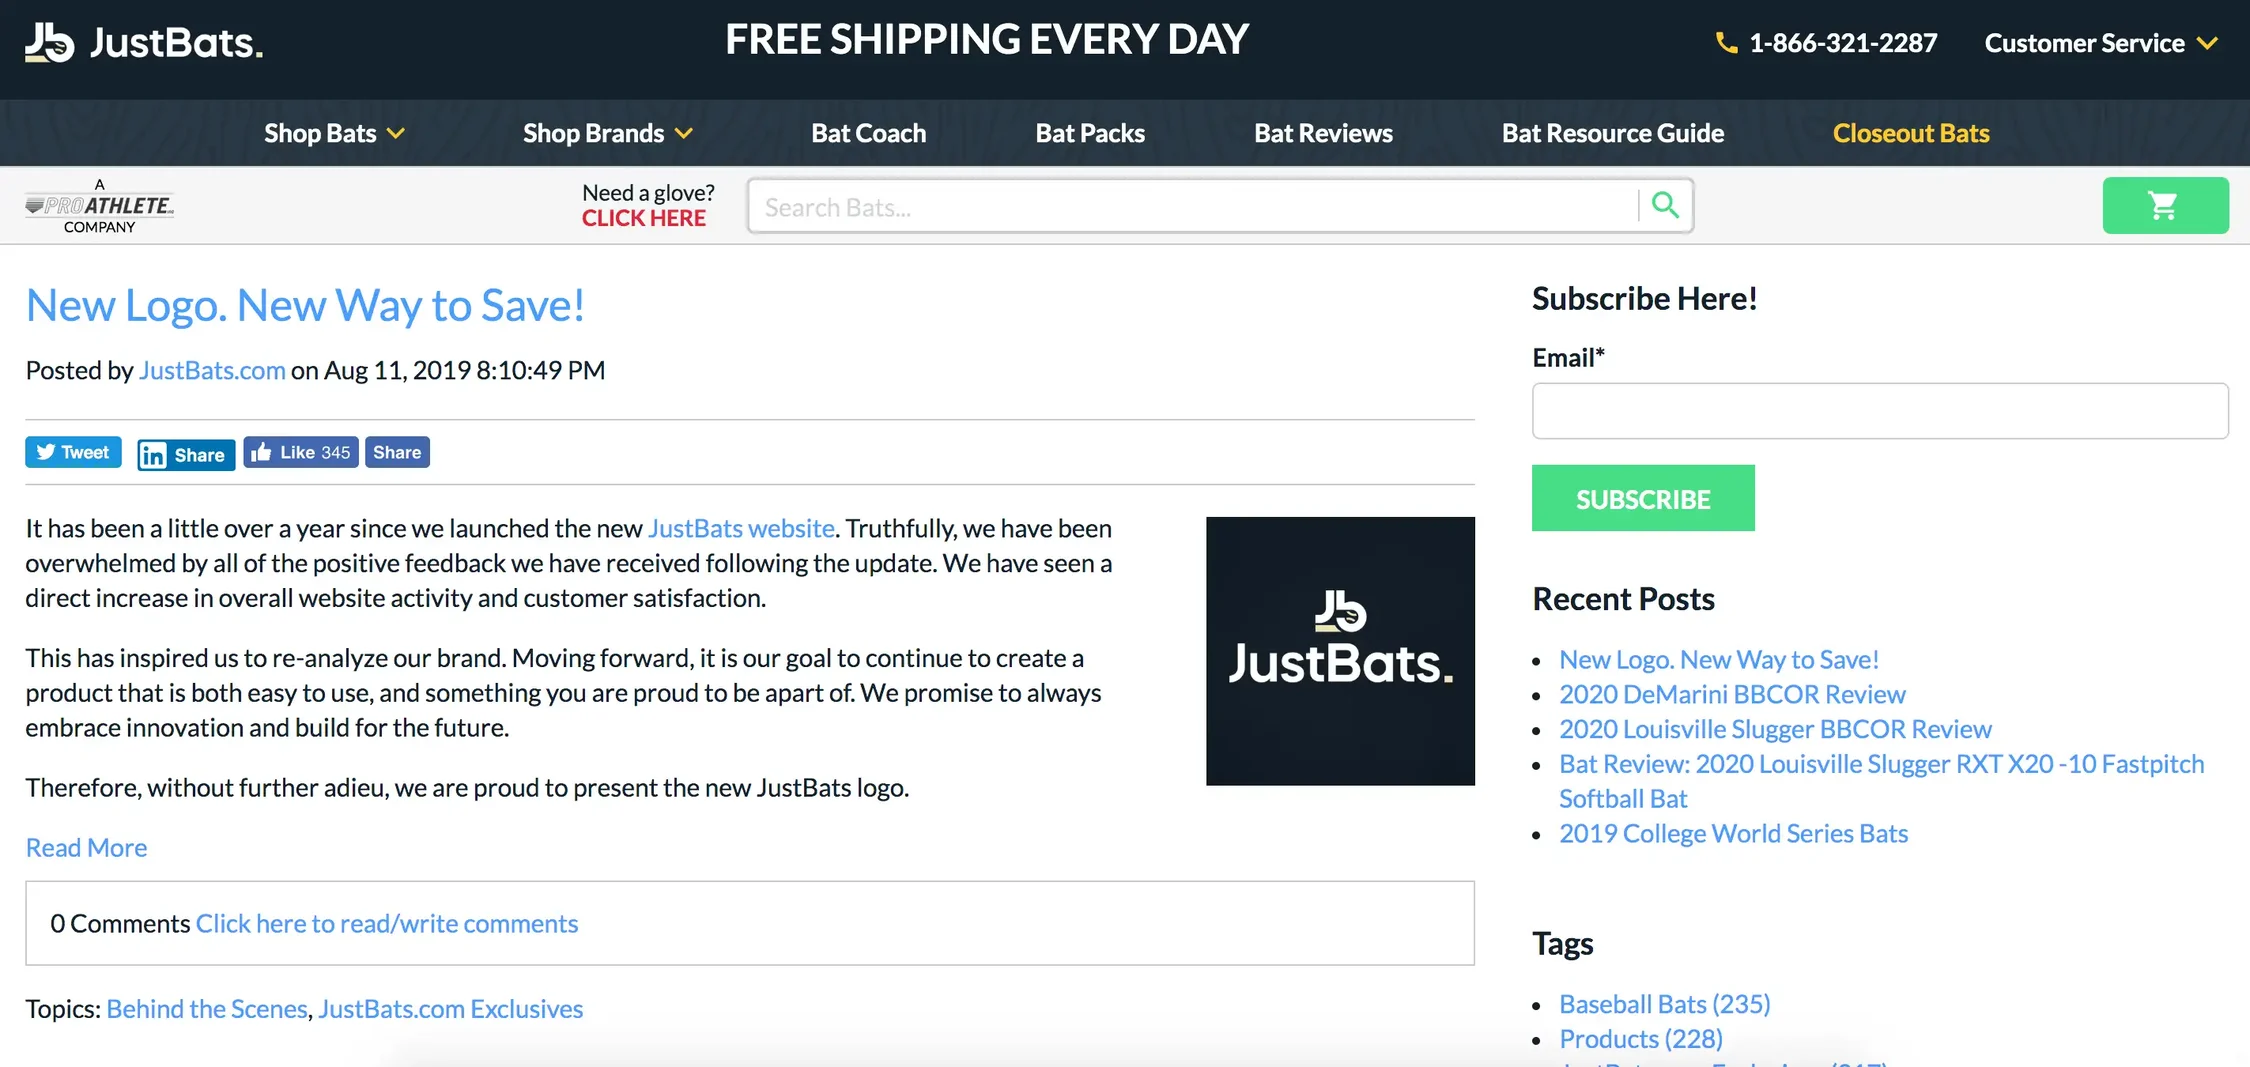 JustBats.
FREE SHIPPING EVERY DAY
1-866-321-2287
Customer Service
Shop Bats
Shop Brands
Bat Coach
Bat Packs
Bat Reviews
Bat Resource Guide
Closeout Bats
A
PROATHLETE
COMPANY
Need a glove?
CLICK HERE
Search Bats...
New Logo. New Way to Save!
Posted by JustBats.com on Aug 11, 2019 8:10:49 PM
Tweet
in Share
Like 345
Share
It has been a little over a year since we launched the new JustBats website. Truthfully, we have been
overwhelmed by all of the positive feedback we have received following the update. We have seen a
direct increase in overall website activity and customer satisfaction.
This has inspired us to re-analyze our brand. Moving forward, it is our goal to continue to create a
product that is both easy to use, and something you are proud to be apart of. We promise to always
embrace innovation and build for the future.
Therefore, without further adieu, we are proud to present the new JustBats logo.
Jb
JustBats.
Read More
0 Comments Click here to read/write comments
Topics: Behind the Scenes, JustBats.com Exclusives
Subscribe Here!
Email*
SUBSCRIBE
Recent Posts
New Logo. New Way to Save!
2020 DeMarini BBCOR Review
2020 Louisville Slugger BBCOR Review
Bat Review: 2020 Louisville Slugger RXT X20 -10 Fastpitch
Softball Bat
2019 College World Series Bats
Tags
Baseball Bats (235)
Products (228)